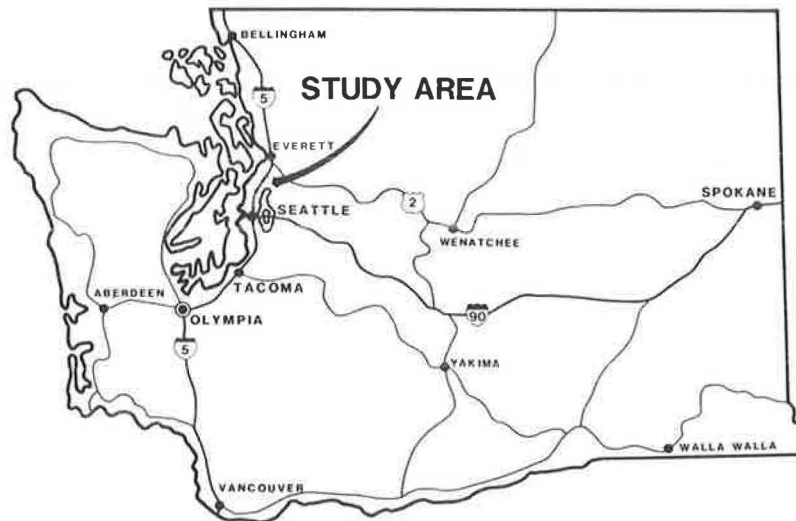 BELLINGHAM
5
STUDY AREA
EVERETT
2
SPOKANE
SEATTLE
WENATCHEE
TACOMA
ABERDEEN
OLYMPIA
90
5
YAKIMA
WALLA WALLA
VANCOUVER